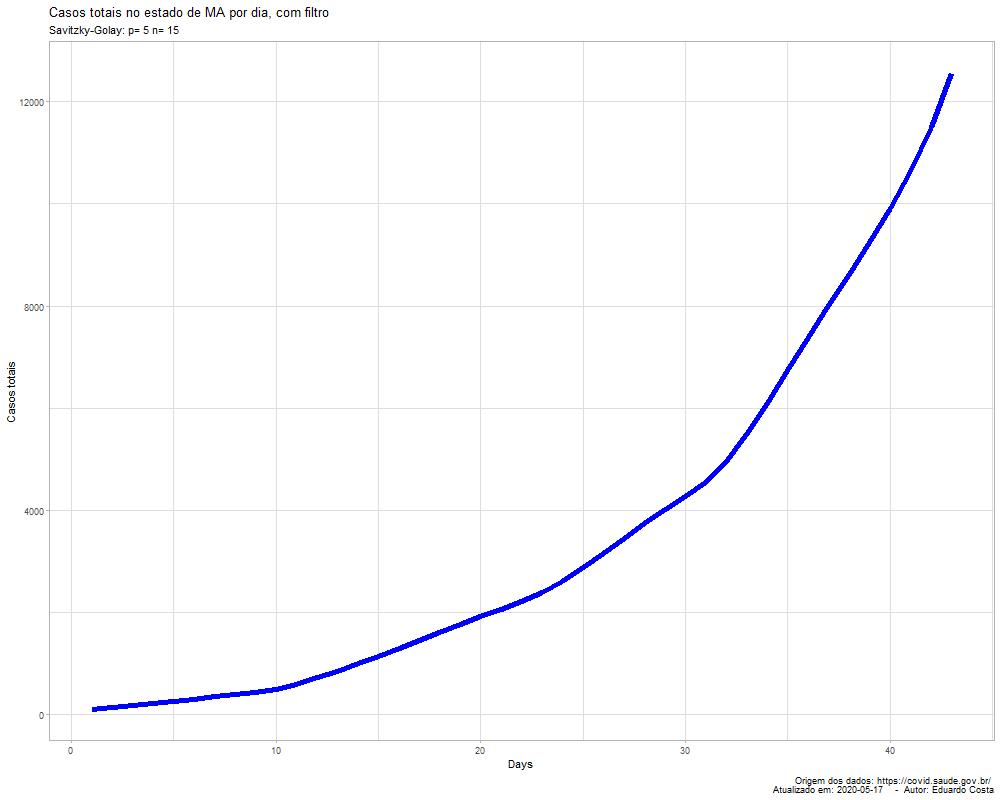 Casos totais no estado de MA por dia, com filtro
Savitzky-Golay: p= 5 n= 15
12000
8000
4000
0
Casos totais
0 10 20 30 40
Days
Origem dos dados: https://covid.saude.gov.br/
Atualizado em: 2020-05-17 - Autor: Eduardo Costa